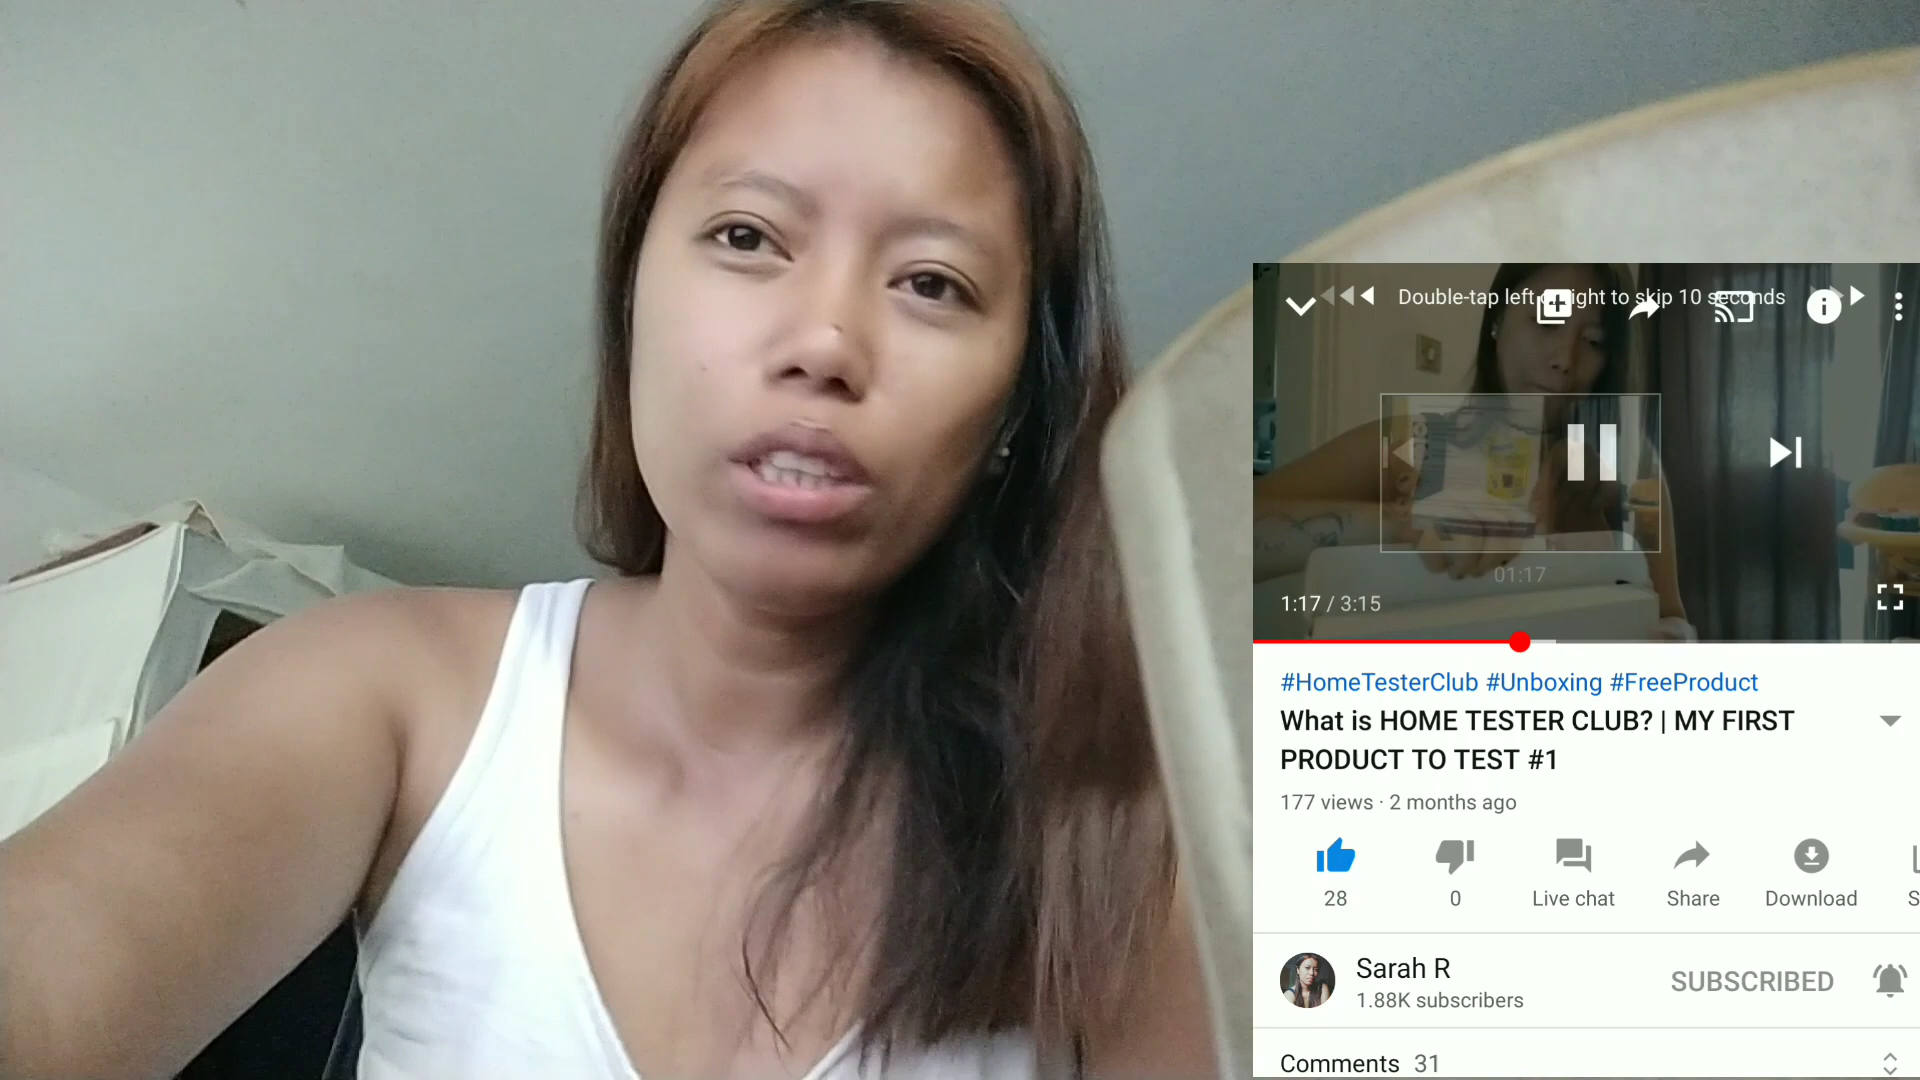 Double-tap left or right to skip 10 seconds
01:17
1:17 / 3:15
#HomeTesterClub #Unboxing #FreeProduct
What is HOME TESTER CLUB? | MY FIRST
PRODUCT TO TEST #1
177 views · 2 months ago
28
0
Live chat
Share
Download
S
Sarah R
1.88K subscribers
SUBSCRIBED
Comments 31